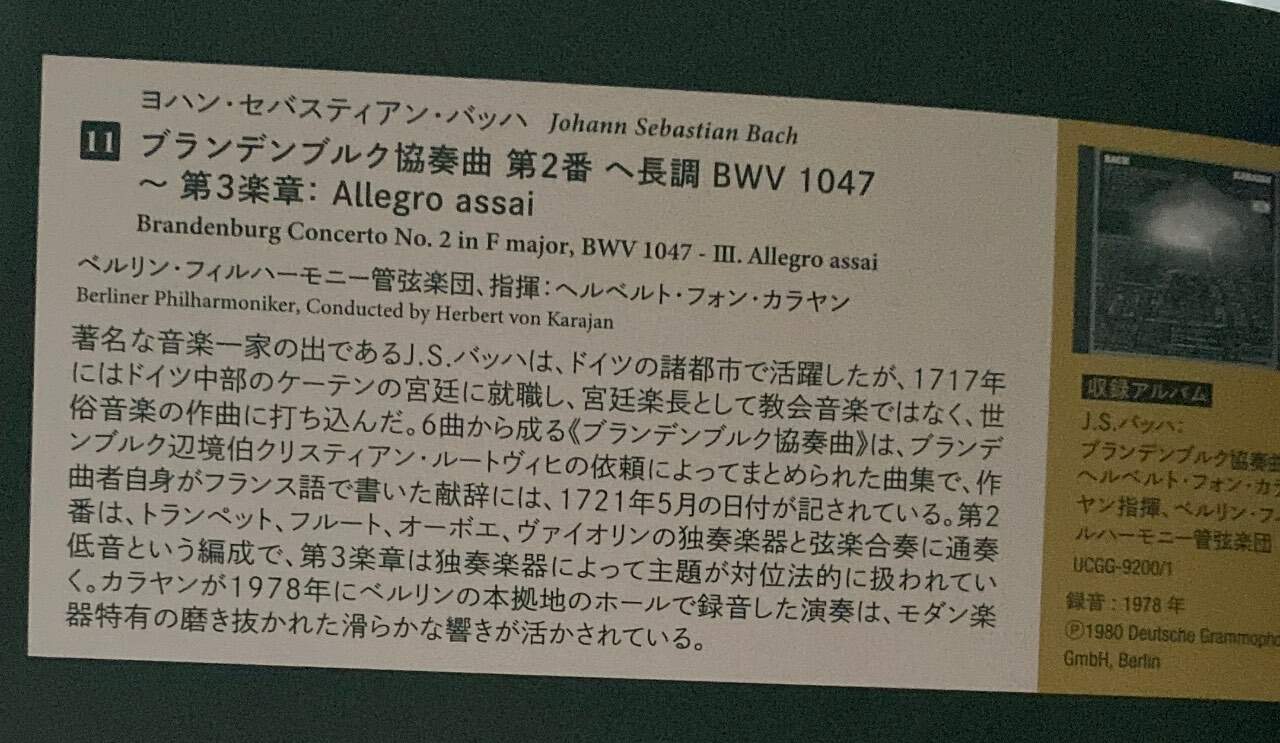 ヨハン・セバスティアン・バッハ Johann Sebastian Bach
11 ブランデンブルク協奏曲 第2番 ヘ長調 BWV 1047
～ 第3楽章: Allegro assai
Brandenburg Concerto No. 2 in F major, BWV 1047 - III. Allegro assai
ベルリン・フィルハーモニー管弦楽団、指揮:ヘルベルト・フォン・カラヤン
Berliner Philharmoniker, Conducted by Herbert von Karajan
著名な音楽一家の出であるJ.S.バッハは、ドイツの諸都市で活躍したが、1717年
にはドイツ中部のケーテンの宮廷に就職し、宮廷楽長として教会音楽ではなく、世
俗音楽の作曲に打ち込んだ。6曲から成る《ブランデンブルク協奏曲》は、ブランデ
ンブルク辺境伯クリスティアン・ルートヴィヒの依頼によってまとめられた曲集で、作
曲者自身がフランス語で書いた献辞には、1721年5月の日付が記されている。第2
番は、トランペット、フルート、オーボエ、ヴァイオリンの独奏楽器と弦楽合奏に通奏
低音という編成で、第3楽章は独奏楽器によって主題が対位法的に扱われてい
く。カラヤンが1978年にベルリンの本拠地のホールで録音した演奏は、モダン楽
器特有の磨き抜かれた滑らかな響きが活かされている。
BACH
収録アルバム
J.S.バッハ:
ブランデンブルク協奏曲
ヘルベルト・フォン・カラ
ヤン指揮、ベルリン・フィ
ルハーモニー管弦楽団
UCGG-9200/1
録音:1978年
Ⓟ1980 Deutsche Grammopho
GmbH, Berlin